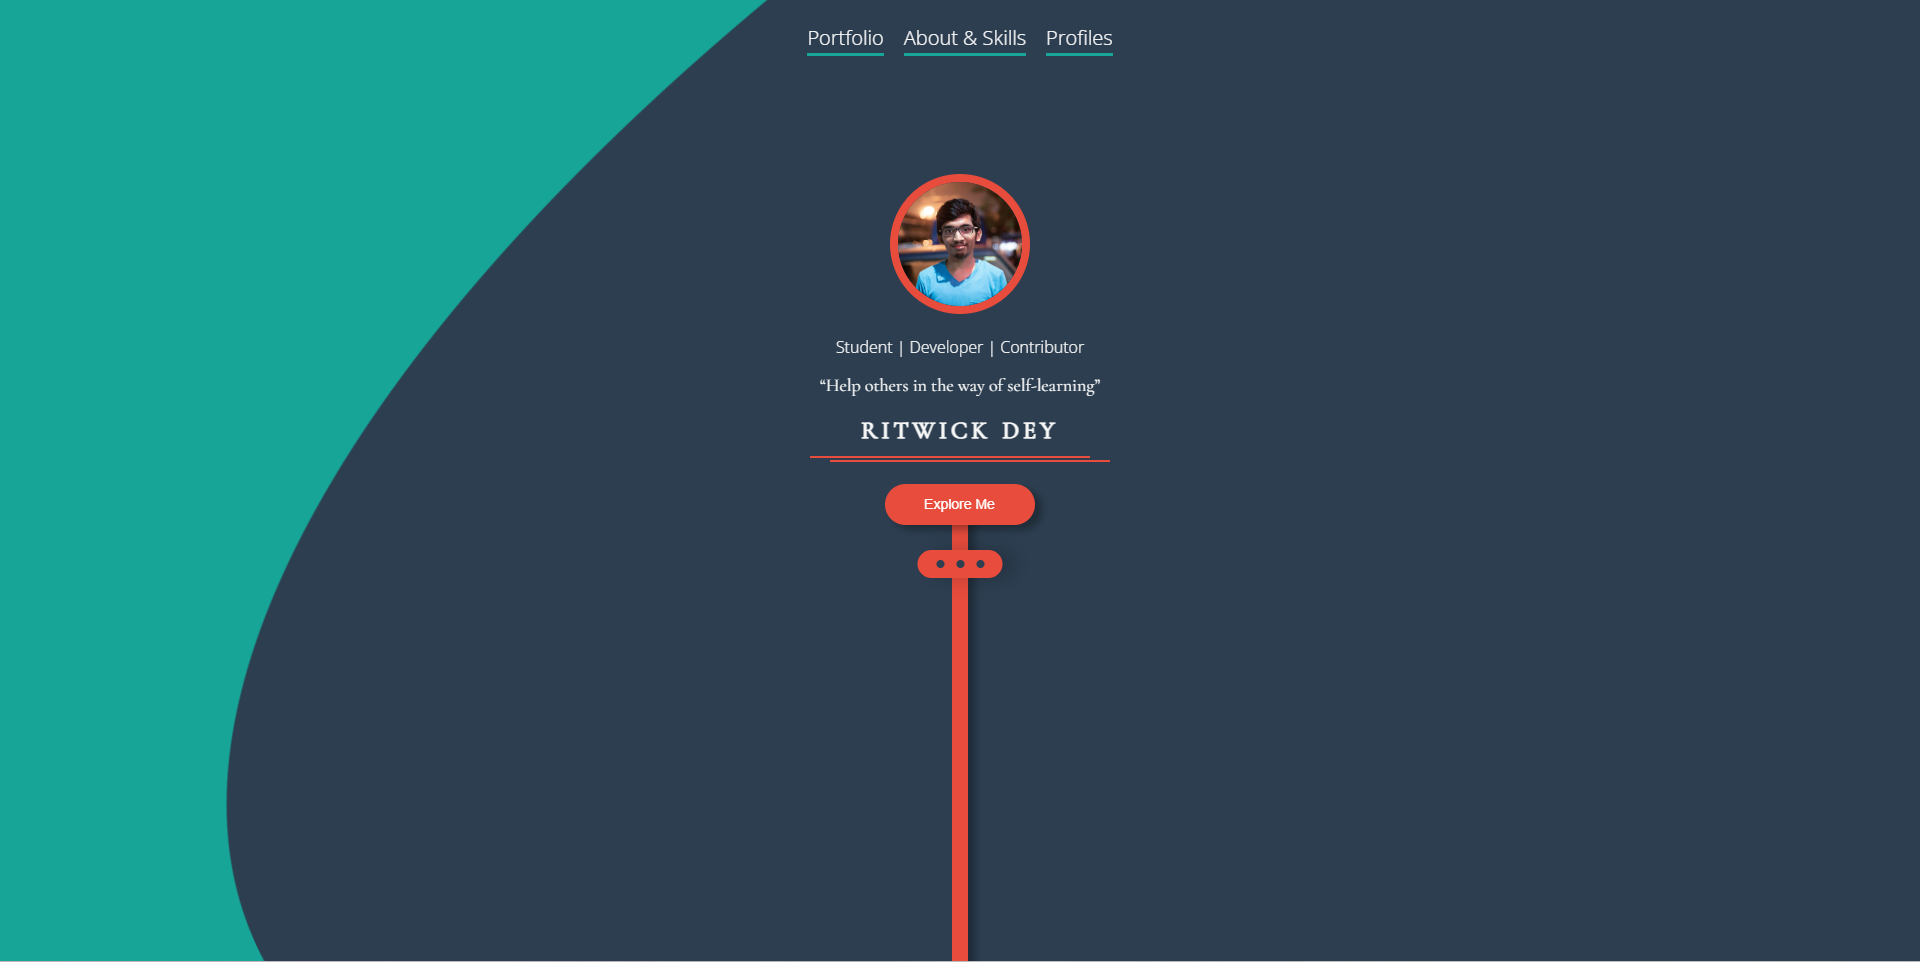 Portfolio About & Skills Profiles
Student | Developer | Contributor
“Help others in the way of self-learning”
RITWICK DEY
Explore Me